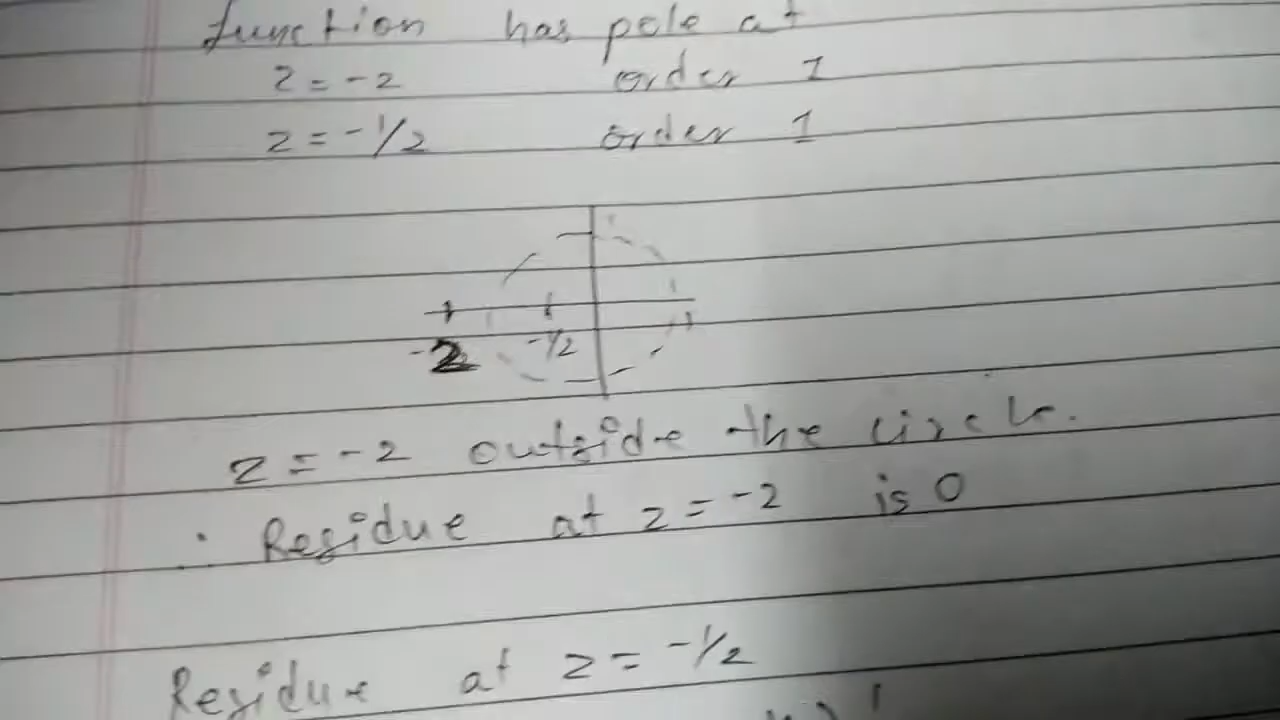 function has pole at
z = -2 order 1
z = -1/2 order 1
-2 -1/2
z = -2 outside the circle.
∴ Residue at z = -2 is 0
Residue at z = -1/2